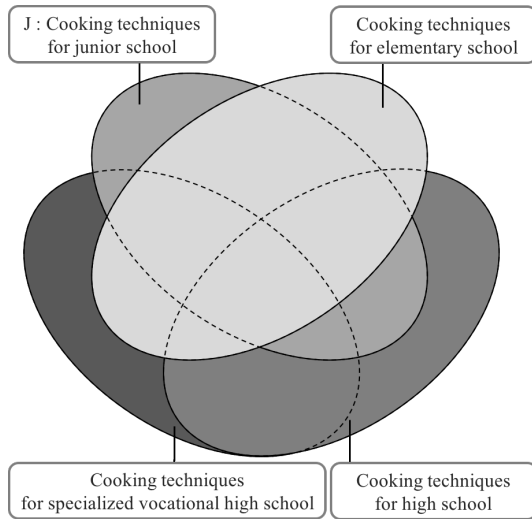 J : Cooking techniques
for junior school
Cooking techniques
for elementary school
Cooking techniques
for specialized vocational high school
Cooking techniques
for high school